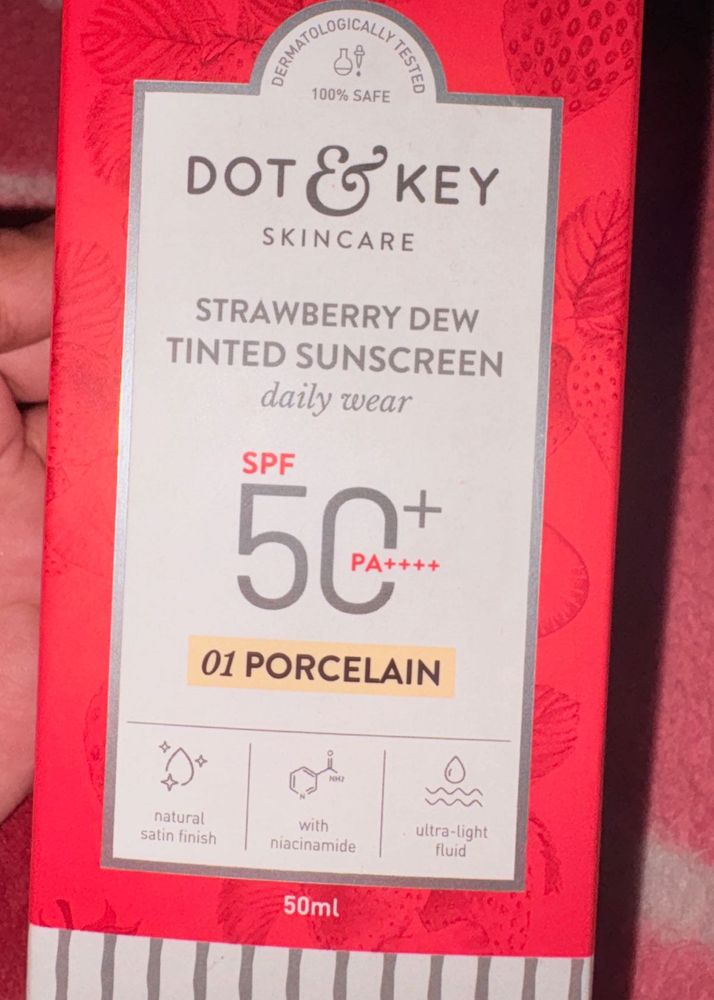 DERMATOLOGICALLY TESTED
100% SAFE
DOT & KEY
SKINCARE
STRAWBERRY DEW
TINTED SUNSCREEN
daily wear
SPF
50+
PA++++
01 PORCELAIN
natural
satin finish
O
NH2
N
with
niacinamide
ultra-light
fluid
50ml